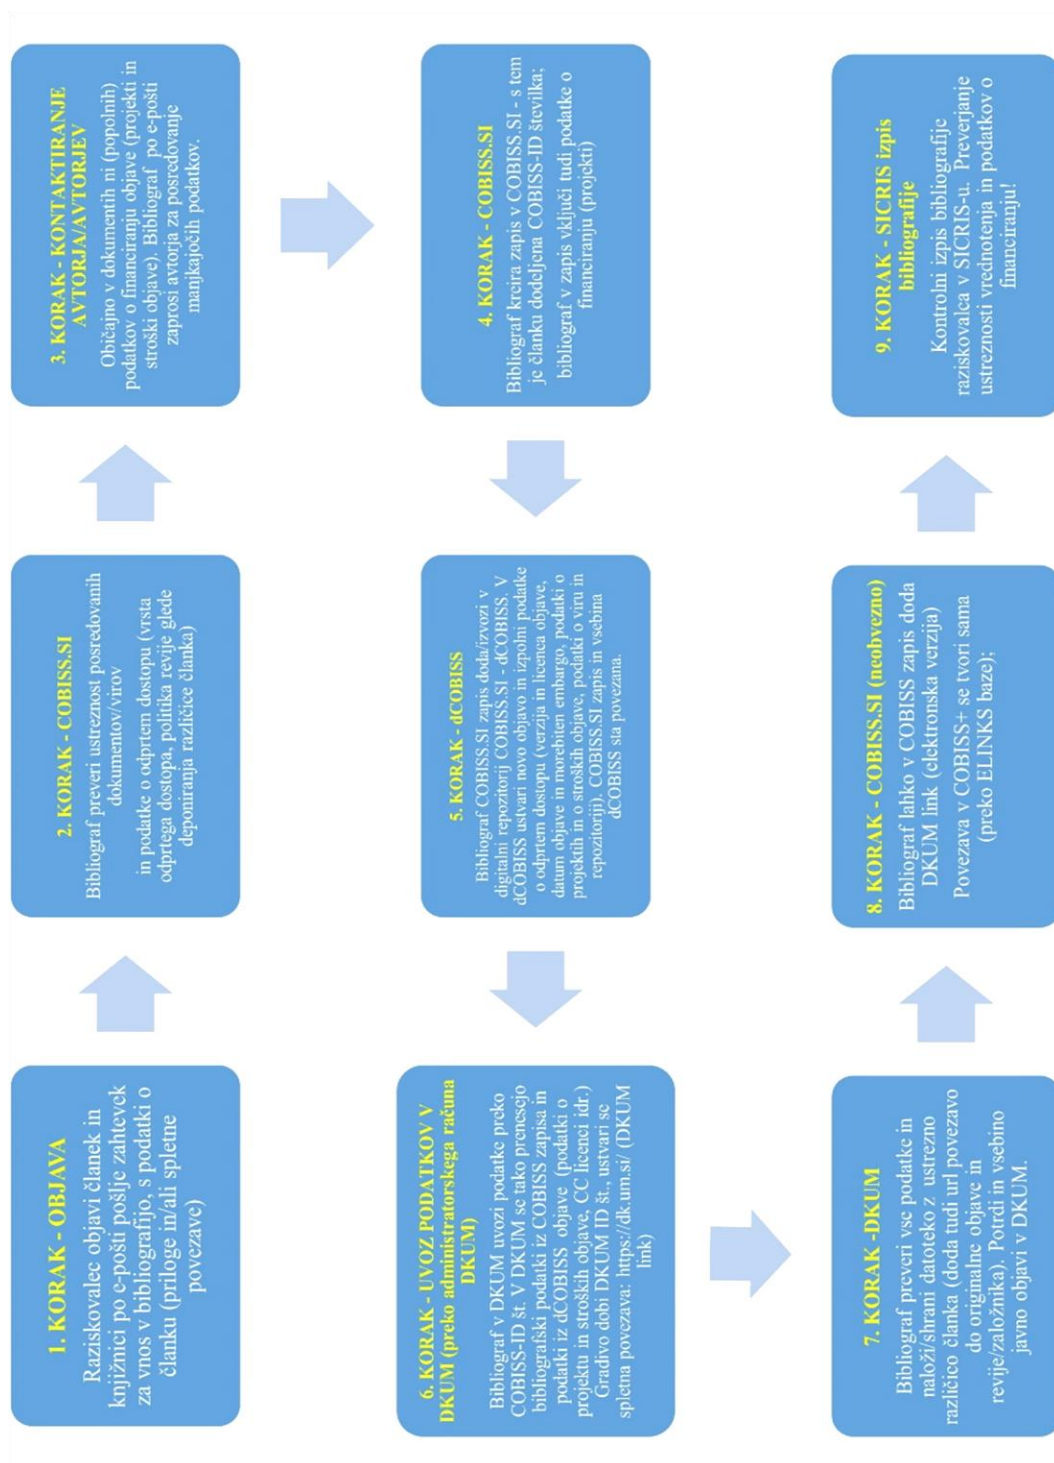 1. KORAK - OBJAVA
Raziskovalec objavi članek in
knjižnici po e-pošti pošlje zahtevek
za vnos v bibliografijo, s podatki o
članku (priloge in/ali spletne
povezave)
2. KORAK - COBISS.SI
Bibliograf preveri ustreznost posredovanih
dokumentov/virov
in podatke o odprtem dostopu (vrsta
odprtega dostopa, politika revije glede
deponiranja različice članka)
3. KORAK - KONTAKTIRANJE
AVTORJA/AVTORJEV
Običajno v dokumentih ni (popolnih)
podatkov o financiranju objave (projekti in
stroški objave). Bibliograf po e-pošti
zaprosi avtorja za posredovanje
manjkajočih podatkov.
4. KORAK - COBISS.SI
Bibliograf kreira zapis v COBISS.SI - s tem
je članku dodeljena COBISS-ID številka;
bibliograf v zapis vključi tudi podatke o
financiranju (projekti)
5. KORAK - dCOBISS
Bibliograf COBISS.SI zapis doda/izvozi v
digitalni repozitorij COBISS.SI - dCOBISS. V
dCOBISS ustvari novo objavo in izpolni podatke
o odprtem dostopu (verzija in licenca objave,
datum objave in morebiten embargo, podatki o
projektih in o stroških objave, podatki o viru in
repozitoriji). COBISS.SI zapis in vsebina
dCOBISS sta povezana.
6. KORAK - UVOZ PODATKOV V
DKUM (preko administratorskega računa
DKUM)
Bibliograf v DKUM uvozi podatke preko
COBISS-ID št. V DKUM se tako prenesejo
bibliografski podatki iz COBISS zapisa in
podatki iz dCOBISS objave (podatki o
projektu in stroških objave, CC licenci idr.)
Gradivo dobi DKUM ID št., ustvari se
spletna povezava: https://dk.um.si/ (DKUM
link)
7. KORAK -DKUM
Bibliograf preveri vse podatke in
naloži/shrani datoteko z ustrezno
različico članka (doda tudi url povezavo
do originalne objave in
revije/založnika). Potrdi in vsebino
javno objavi v DKUM.
8. KORAK - COBISS.SI (neobvezno)
Bibliograf lahko v COBISS zapis doda
DKUM link (elektronska verzija)
Povezava v COBISS+ se tvori sama
(preko ELINKS baze);
9. KORAK - SICRIS izpis
bibliografije
Kontrolni izpis bibliografije
raziskovalca v SICRIS-u. Preverjanje
ustreznosti vrednotenja in podatkov o
financiranju!